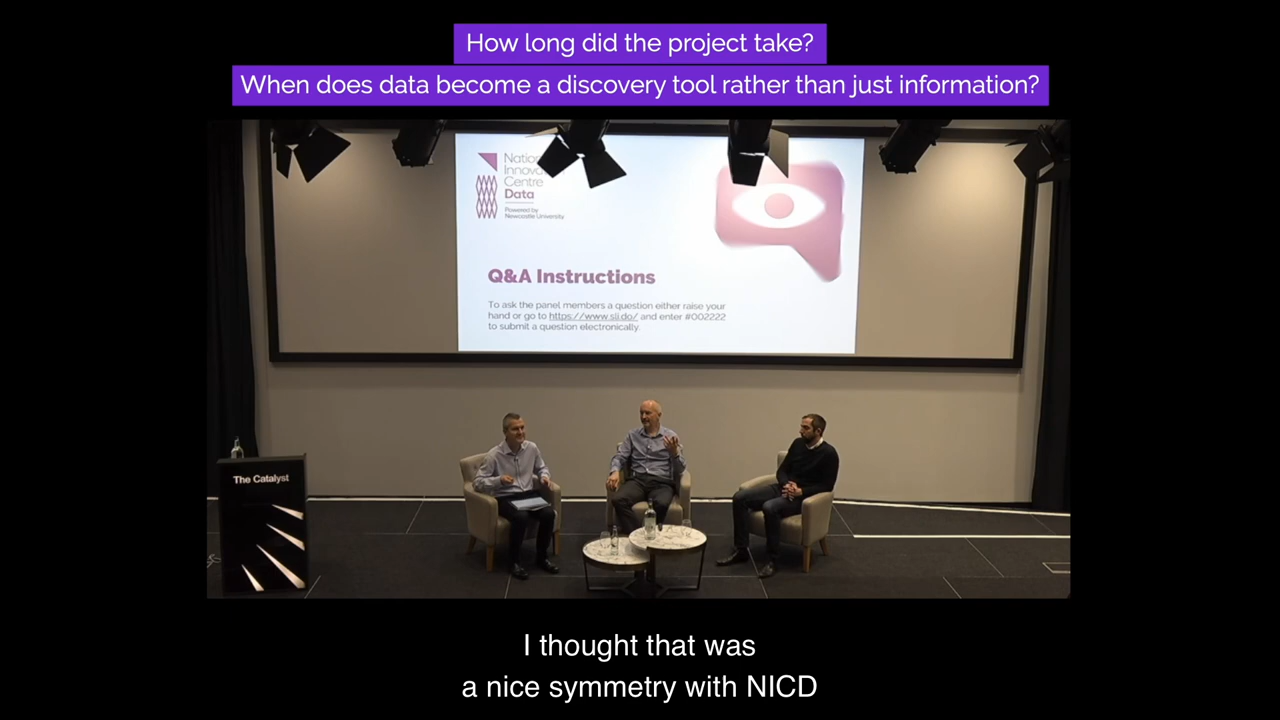 How long did the project take?
When does data become a discovery tool rather than just information?
Natio
Innova
Centre
Data
Powered by
Newcastle University
Q&A Instructions
To ask the panel members a question either raise your
hand or go to https://www.sli.do/ and enter #002222
to submit a question electronically.
The Catalyst
I thought that was
a nice symmetry with NICD